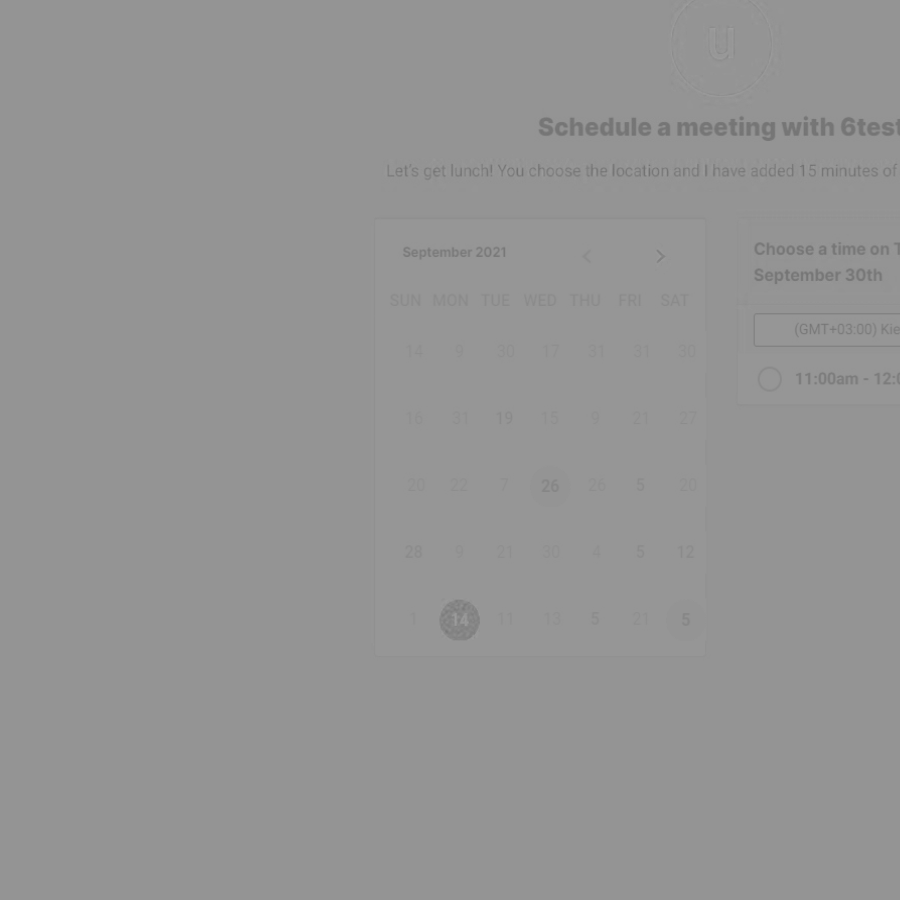 u
Schedule a meeting with 6test
Let's get lunch! You choose the location and I have added 15 minutes of
September 2021
SUN MON TUE WED THU FRI SAT
14 9 30 17 31 31 30
16 31 19 15 9 21 27
20 22 7 26 26 5 20
28 9 21 30 4 5 12
1 14 11 13 5 21 5
Choose a time on T
September 30th
(GMT+03:00) Kie
11:00am - 12:0